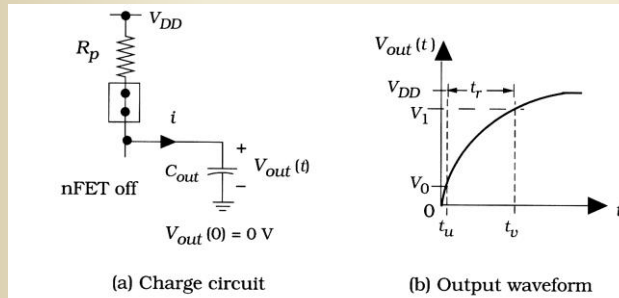 V_DD
R_p
i
+
C_out
V_out(t)
−
nFET off
V_out(0) = 0 V
(a) Charge circuit
V_out(t)
V_DD
t_r
V_1
V_0
0
t_u
t_v
t
(b) Output waveform